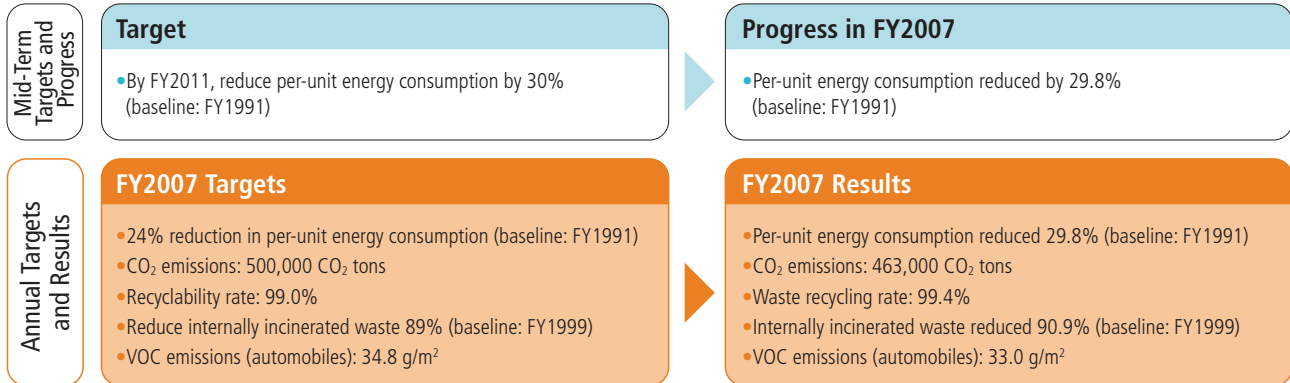 Mid-Term
Targets and
Progress
Target
•By FY2011, reduce per-unit energy consumption by 30%
(baseline: FY1991)
Progress in FY2007
•Per-unit energy consumption reduced by 29.8%
(baseline: FY1991)
Annual Targets
and Results
FY2007 Targets
•24% reduction in per-unit energy consumption (baseline: FY1991)
•CO₂ emissions: 500,000 CO₂ tons
•Recyclability rate: 99.0%
•Reduce internally incinerated waste 89% (baseline: FY1999)
•VOC emissions (automobiles): 34.8 g/m²
FY2007 Results
•Per-unit energy consumption reduced 29.8% (baseline: FY1991)
•CO₂ emissions: 463,000 CO₂ tons
•Waste recycling rate: 99.4%
•Internally incinerated waste reduced 90.9% (baseline: FY1999)
•VOC emissions (automobiles): 33.0 g/m²